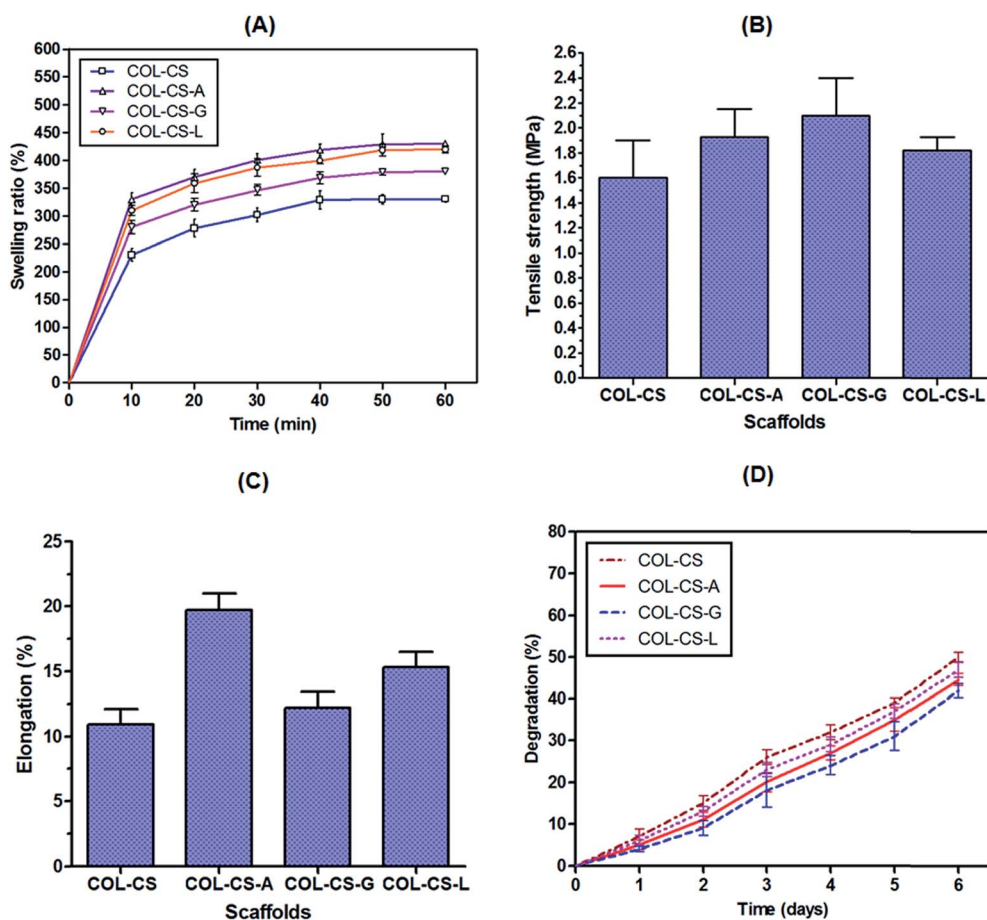 (A)
600
550
500
450
400
350
300
250
200
150
100
50
0
Swelling ratio (%)
COL-CS
COL-CS-A
COL-CS-G
COL-CS-L
0 10 20 30 40 50 60
Time (min)
(B)
2.6
2.4
2.2
2.0
1.8
1.6
1.4
1.2
1.0
0.8
0.6
0.4
0.2
0.0
Tensile strength (MPa)
COL-CS COL-CS-A COL-CS-G COL-CS-L
Scaffolds
(C)
25
20
15
10
5
0
Elongation (%)
COL-CS COL-CS-A COL-CS-G COL-CS-L
Scaffolds
(D)
80
70
60
50
40
30
20
10
0
Degradation (%)
COL-CS
COL-CS-A
COL-CS-G
COL-CS-L
0 1 2 3 4 5 6
Time (days)